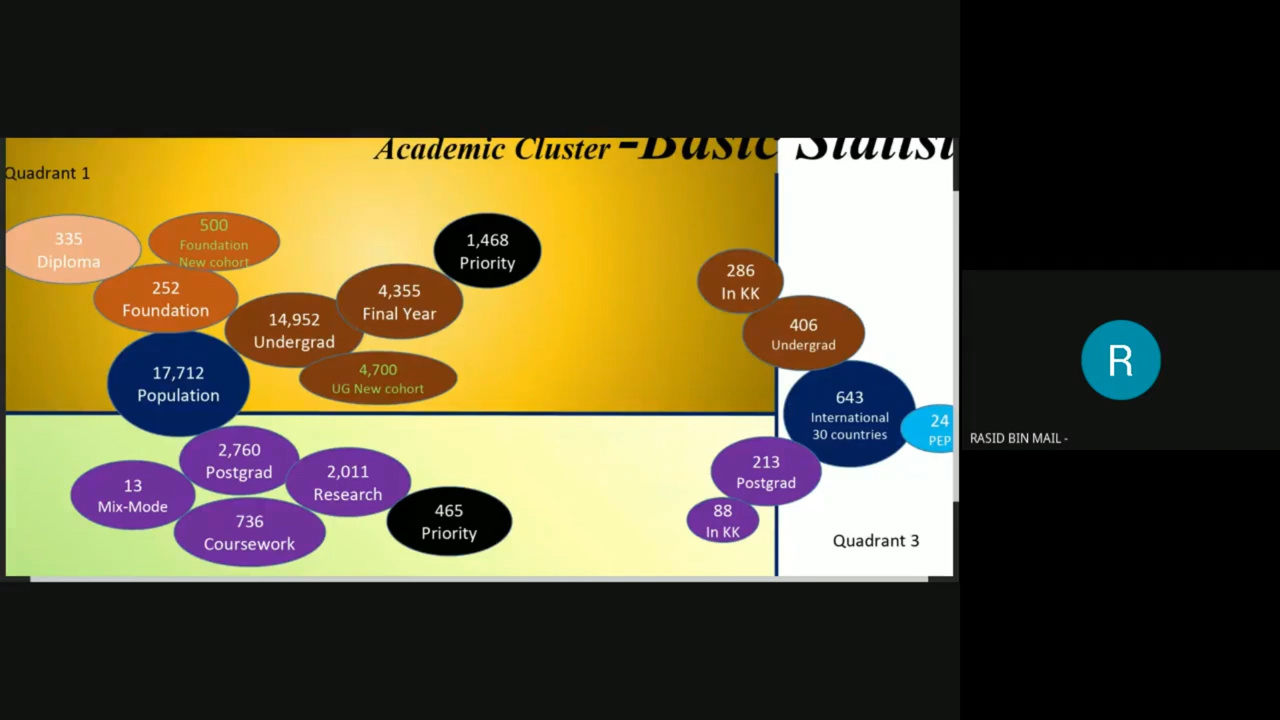 Academic Cluster -Basic Statisi
Quadrant 1
335
Diploma
500
Foundation
New cohort
252
Foundation
14,952
Undergrad
4,355
Final Year
1,468
Priority
4,700
UG New cohort
17,712
Population
286
In KK
406
Undergrad
643
International
30 countries
24
PEP
2,760
Postgrad
13
Mix-Mode
2,011
Research
736
Coursework
465
Priority
213
Postgrad
88
In KK
Quadrant 3
R
RASID BIN MAIL -